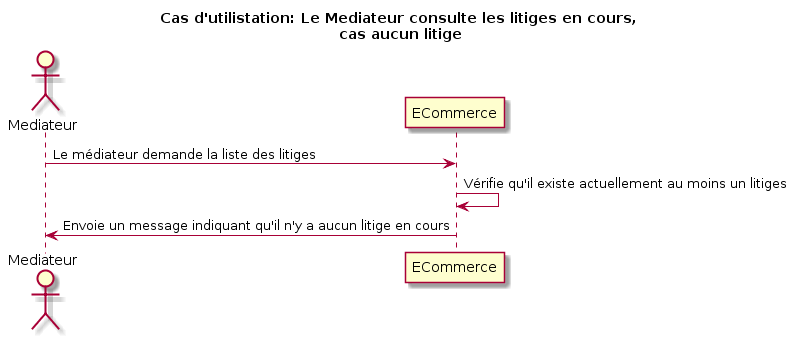 Cas d'utilistation: Le Mediateur consulte les litiges en cours,
cas aucun litige
Mediateur
ECommerce
Le médiateur demande la liste des litiges
Vérifie qu'il existe actuellement au moins un litiges
Envoie un message indiquant qu'il n'y a aucun litige en cours
Mediateur
ECommerce